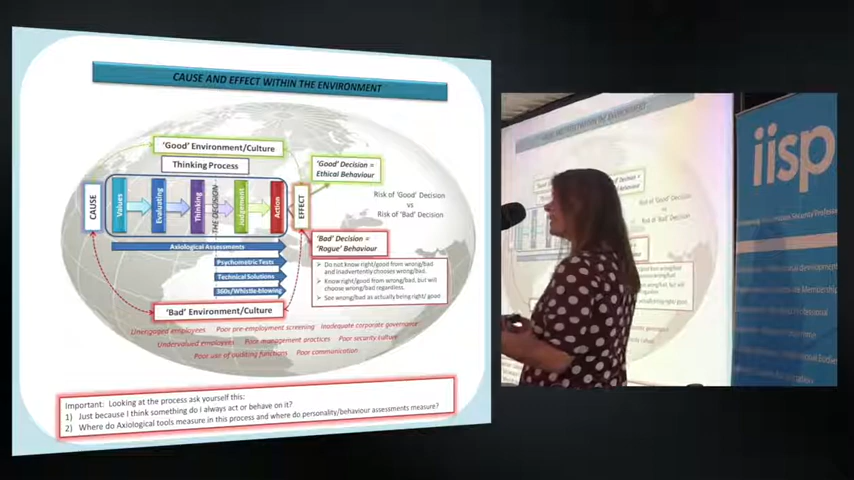 CAUSE AND EFFECT WITHIN THE ENVIRONMENT
'Good' Environment/Culture
Thinking Process
CAUSE
Values
Evaluating
Thinking
THE DECISION
Judgement
Action
EFFECT
'Good' Decision =
Ethical Behaviour
Risk of 'Good' Decision
vs
Risk of 'Bad' Decision
'Bad' Decision =
'Rogue' Behaviour
Do not know right/good from wrong/bad
and inadvertently chooses wrong/bad.
Know right/good from wrong/bad, but will
choose wrong/bad regardless.
See wrong/bad as actually being right/ good
Axiological Assessments
Psychometric Tests
Technical Solutions
360s/Whistle-blowing
'Bad' Environment/Culture
Unengaged employees Poor pre-employment screening Inadequate corporate governance
Undervalued employees Poor management practices Poor security culture
Poor use of auditing functions Poor communication
Important: Looking at the process ask yourself this:
1) Just because I think something do I always act or behave on it?
2) Where do Axiological tools measure in this process and where do personality/behaviour assessments measure?
iisp